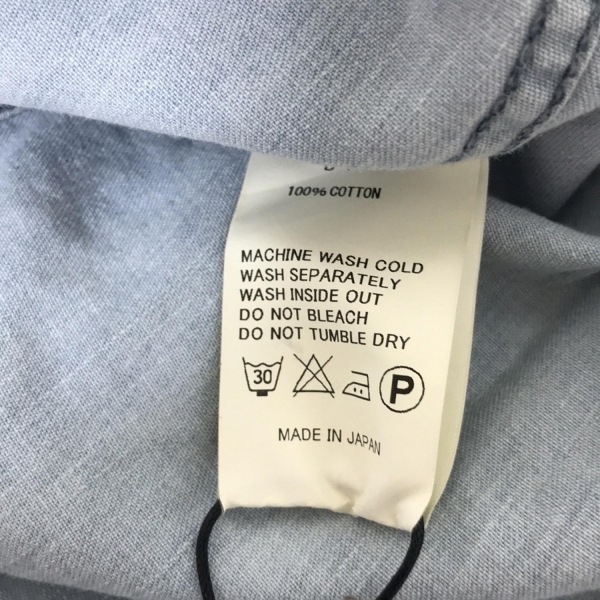 100% COTTON
MACHINE WASH COLD
WASH SEPARATELY
WASH INSIDE OUT
DO NOT BLEACH
DO NOT TUMBLE DRY
30 P
MADE IN JAPAN